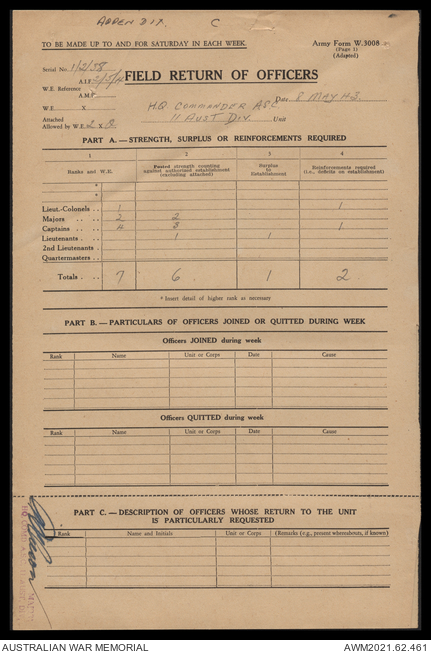 ADDENDIX. C
TO BE MADE UP TO AND FOR SATURDAY IN EACH WEEK.
Army Form W.3008
(Page 1)
(Adapted)
Serial No. 1/2/38
A.I.F.
FIELD RETURN OF OFFICERS
W.E. Reference
A.M.F.
Date 8 MAY 43.
W.E. X
HQ COMMANDER ASC
Attached
Allowed by W.E. 2 X 8
11 AUST DIV Unit
PART A.—STRENGTH, SURPLUS OR REINFORCEMENTS REQUIRED
1 2 3 4
Ranks and W.E. Posted strength counting against authorized establishment (excluding attached) Surplus to Establishment Reinforcements required (i.e., deficits on establishment)
*
*
Lieut.-Colonels . . 1 1
Majors . . 2 2
Captains . . 4 3 1
Lieutenants . . 1 1
2nd Lieutenants .
Quartermasters . .
Totals . . 7 6 1 2
* Insert detail of higher rank as necessary
PART B.—PARTICULARS OF OFFICERS JOINED OR QUITTED DURING WEEK
Officers JOINED during week
Rank Name Unit or Corps Date Cause
Officers QUITTED during week
Rank Name Unit or Corps Date Cause
PART C.—DESCRIPTION OF OFFICERS WHOSE RETURN TO THE UNIT
IS PARTICULARLY REQUESTED
Rank Name and Initials Unit or Corps (Remarks (e.g., present whereabouts, if known)
AUSTRALIAN WAR MEMORIAL AWM2021.62.461